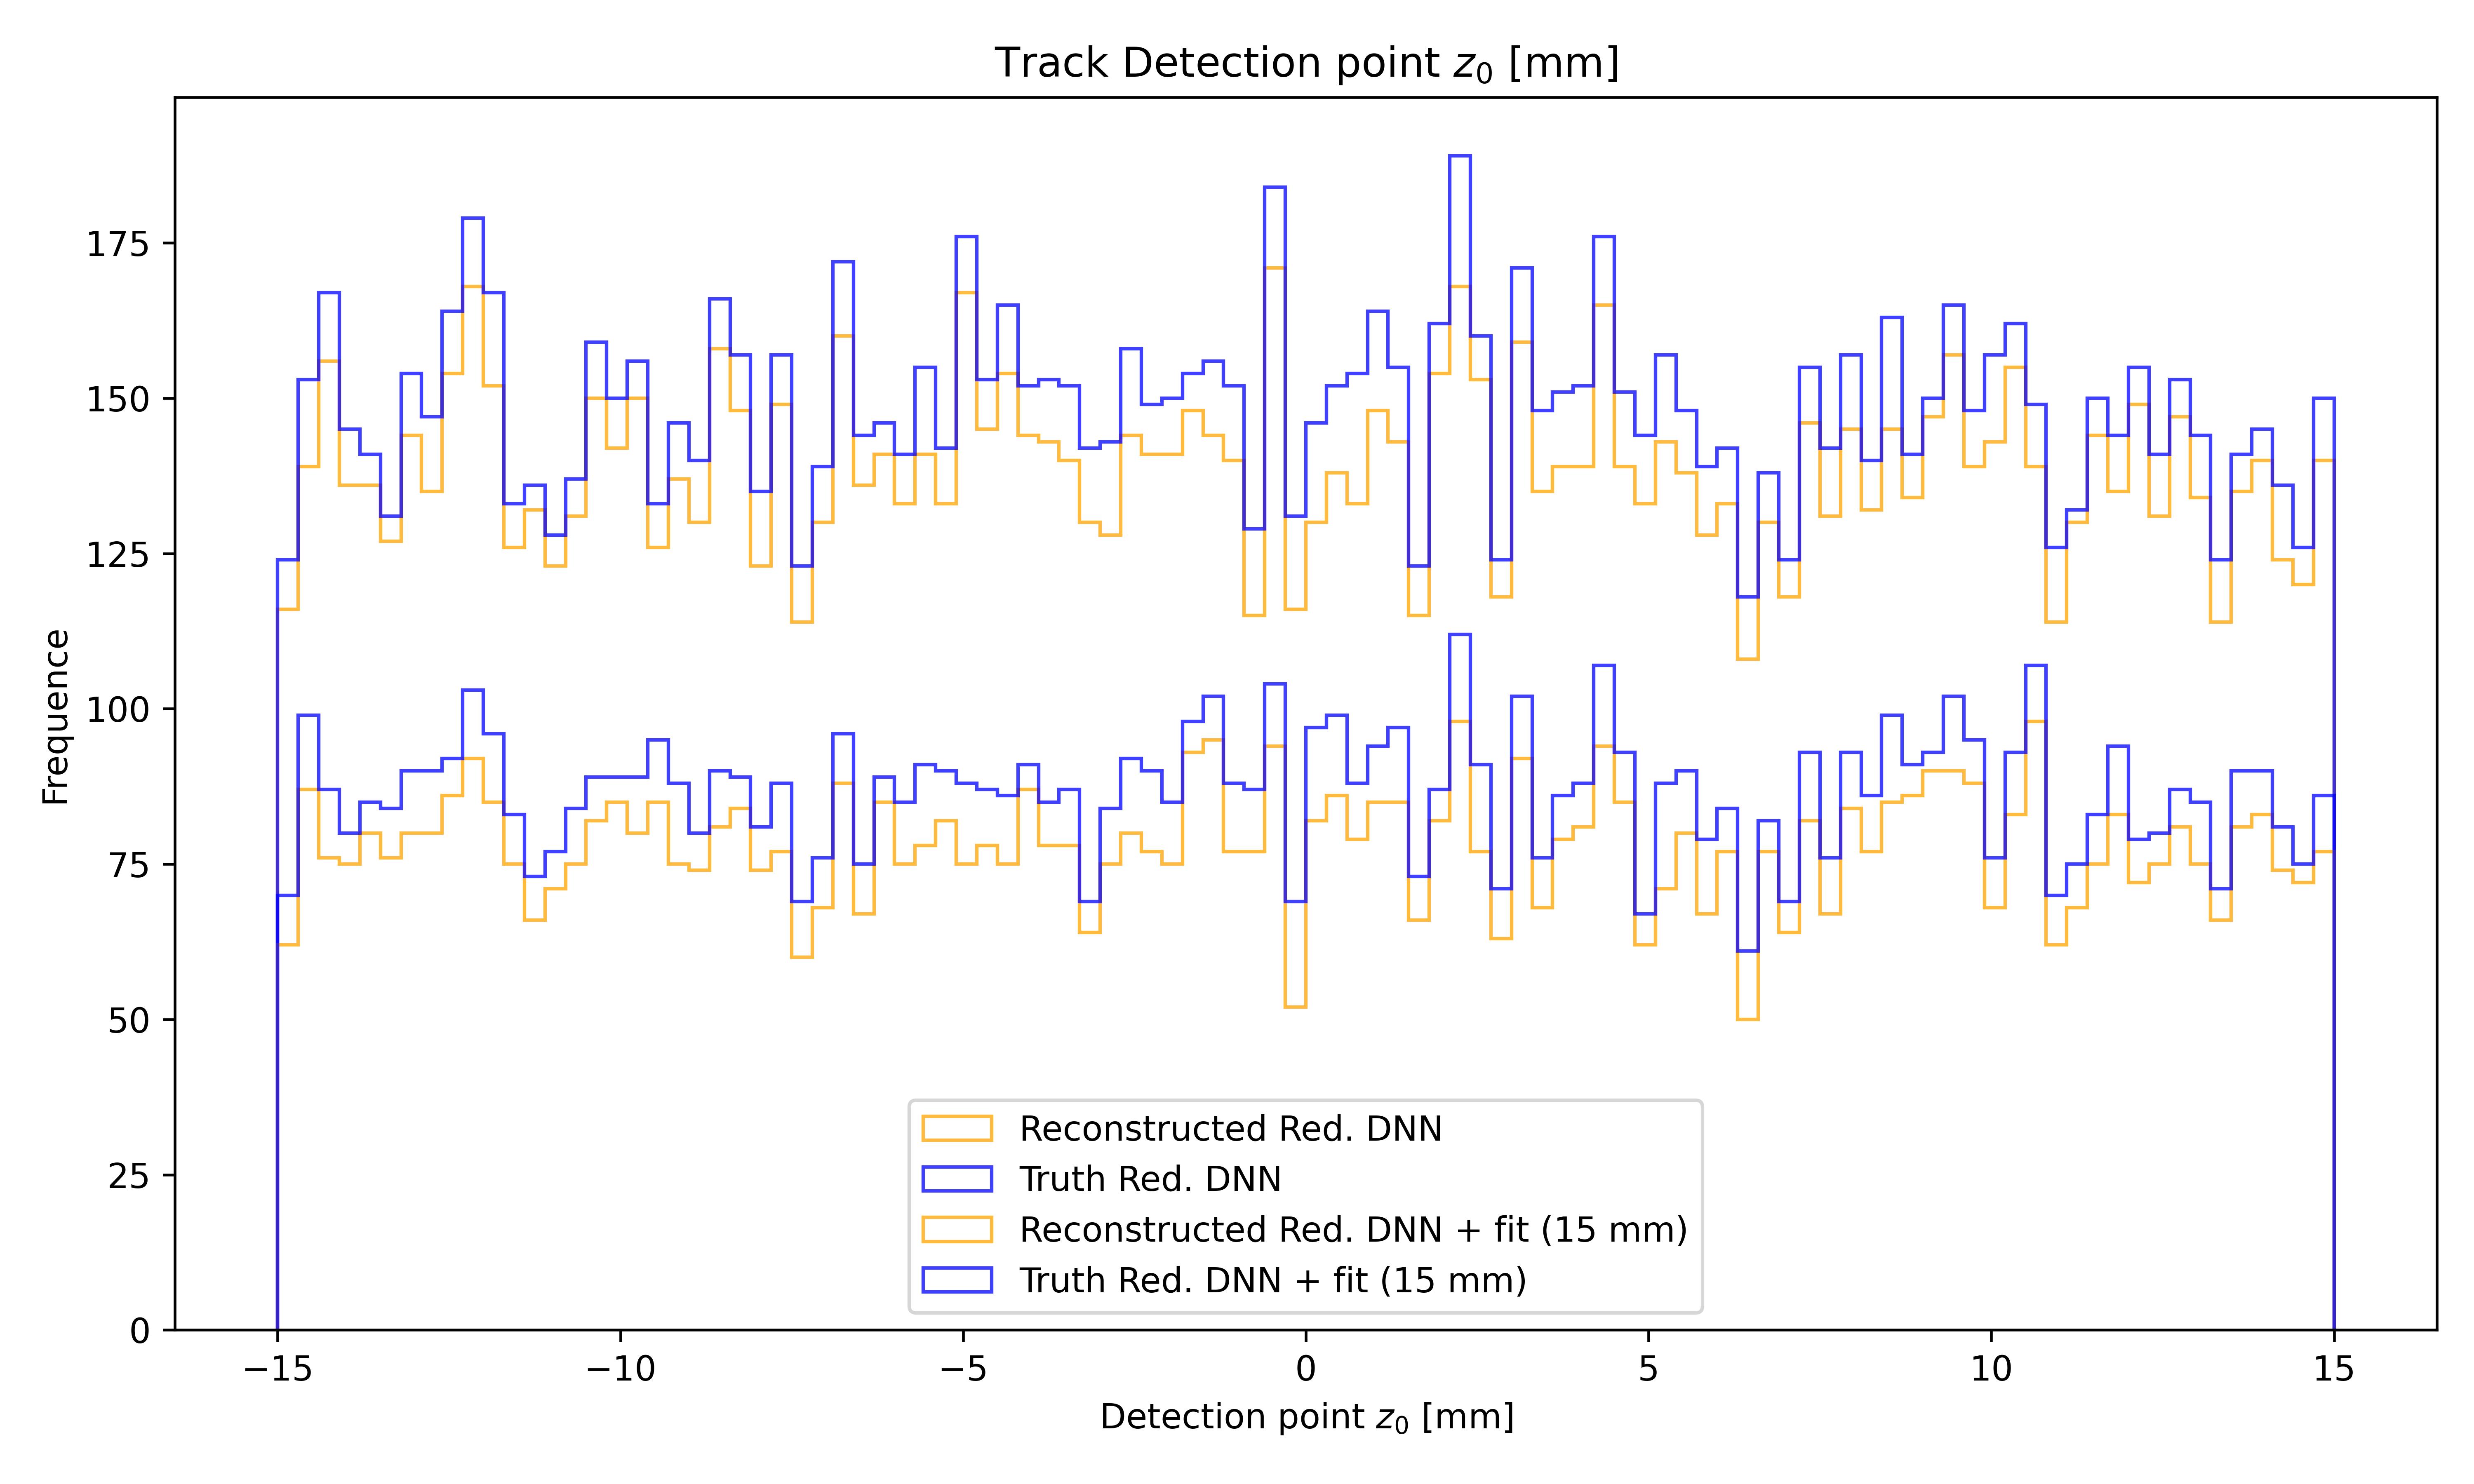 Track Detection point z₀ [mm]
Frequence
175
150
125
100
75
50
25
0
Reconstructed Red. DNN
Truth Red. DNN
Reconstructed Red. DNN + fit (15 mm)
Truth Red. DNN + fit (15 mm)
−15 −10 −5 0 5 10 15
Detection point z₀ [mm]